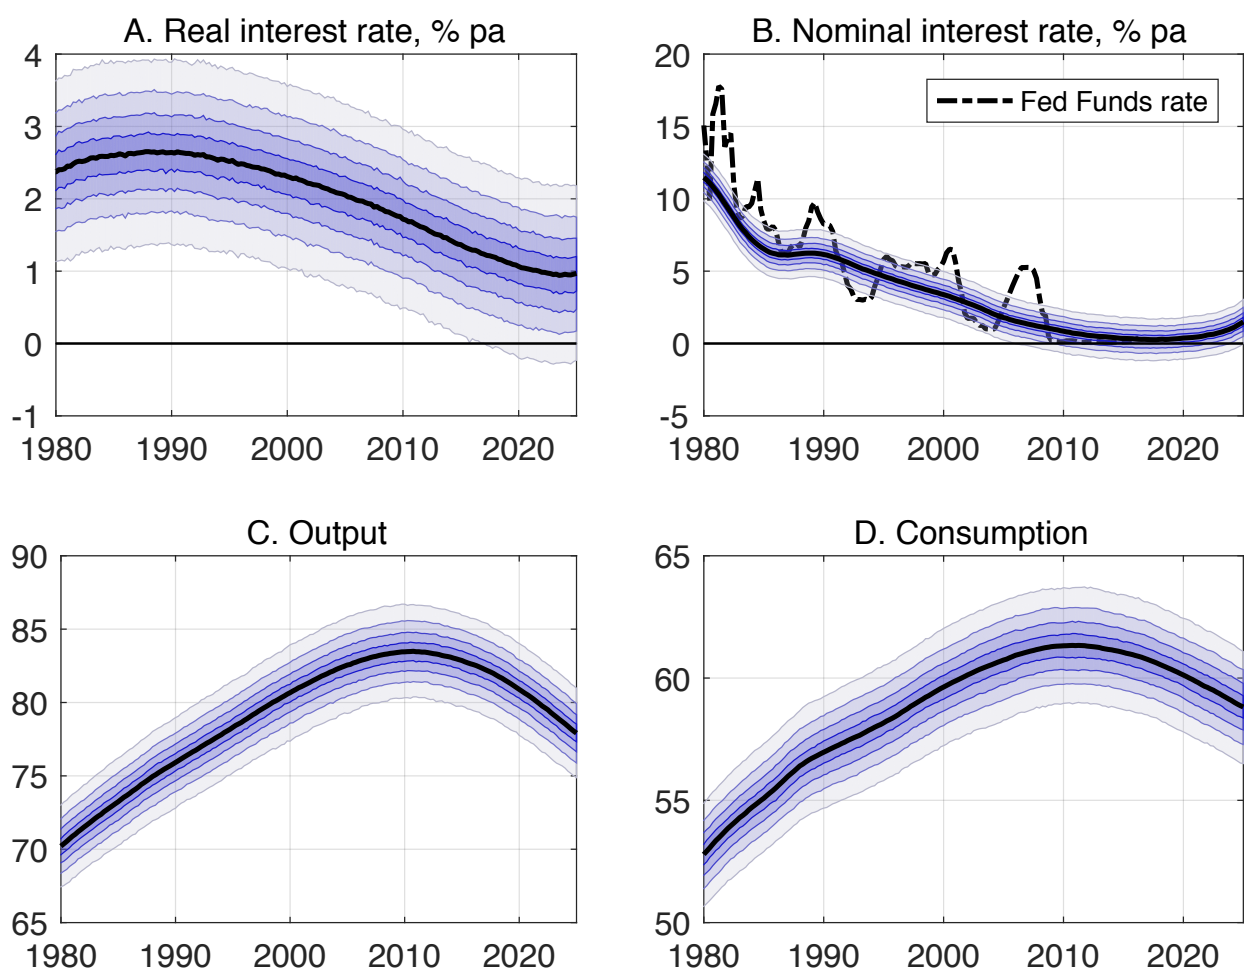 A. Real interest rate, % pa
4
3
2
1
0
-1
1980 1990 2000 2010 2020
B. Nominal interest rate, % pa
20
15
10
5
0
-5
Fed Funds rate
1980 1990 2000 2010 2020
C. Output
90
85
80
75
70
65
1980 1990 2000 2010 2020
D. Consumption
65
60
55
50
1980 1990 2000 2010 2020